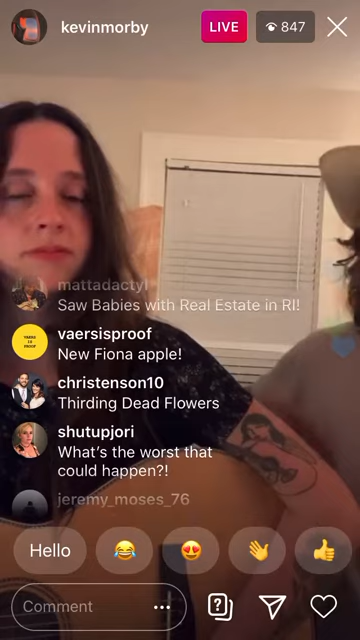 kevinmorby
LIVE
847
mattadactyl
Saw Babies with Real Estate in RI!
vaersisproof
New Fiona apple!
christenson10
Thirding Dead Flowers
shutupjori
What's the worst that
could happen?!
jeremy_moses_76
Hello
Comment